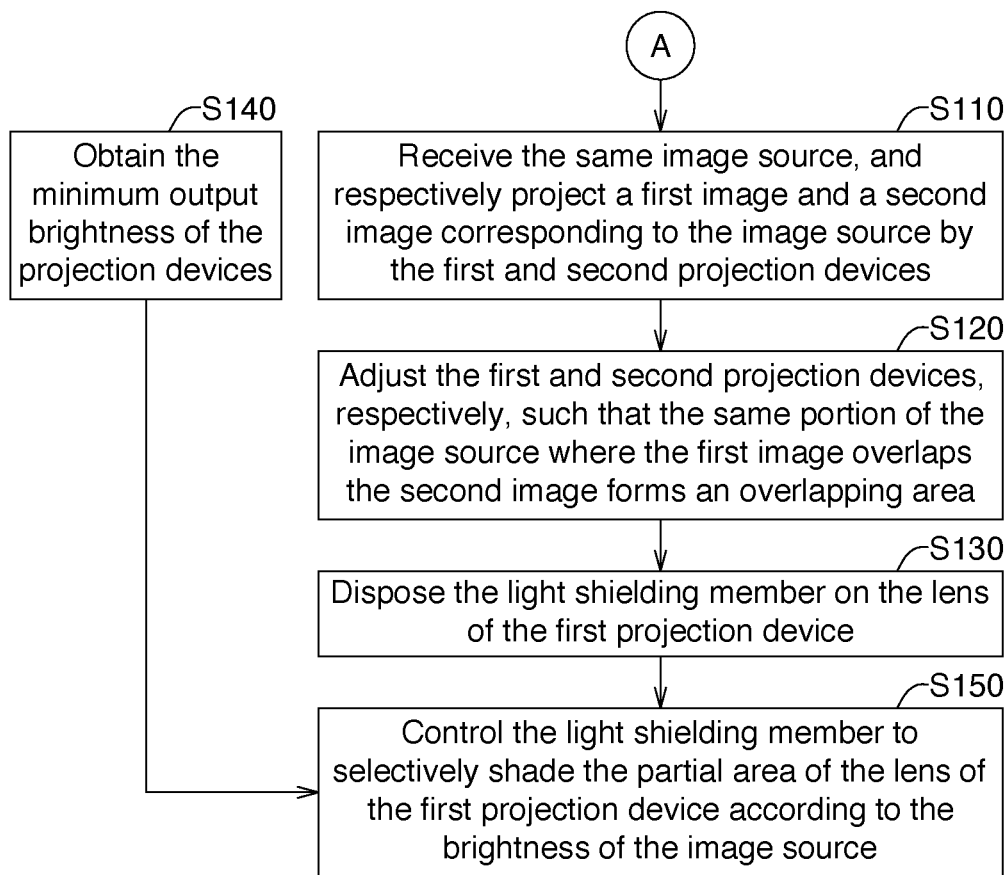 A
S140
Obtain the
minimum output
brightness of the
projection devices
S110
Receive the same image source, and
respectively project a first image and a second
image corresponding to the image source by
the first and second projection devices
S120
Adjust the first and second projection devices,
respectively, such that the same portion of the
image source where the first image overlaps
the second image forms an overlapping area
S130
Dispose the light shielding member on the lens
of the first projection device
S150
Control the light shielding member to
selectively shade the partial area of the lens of
the first projection device according to the
brightness of the image source